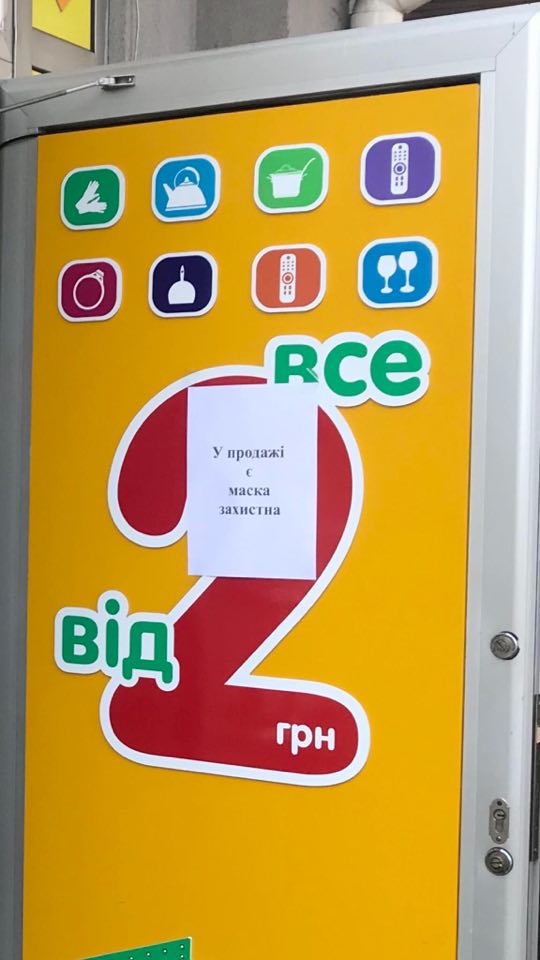 все
У продажі
є
маска
захистна
від
2
грн